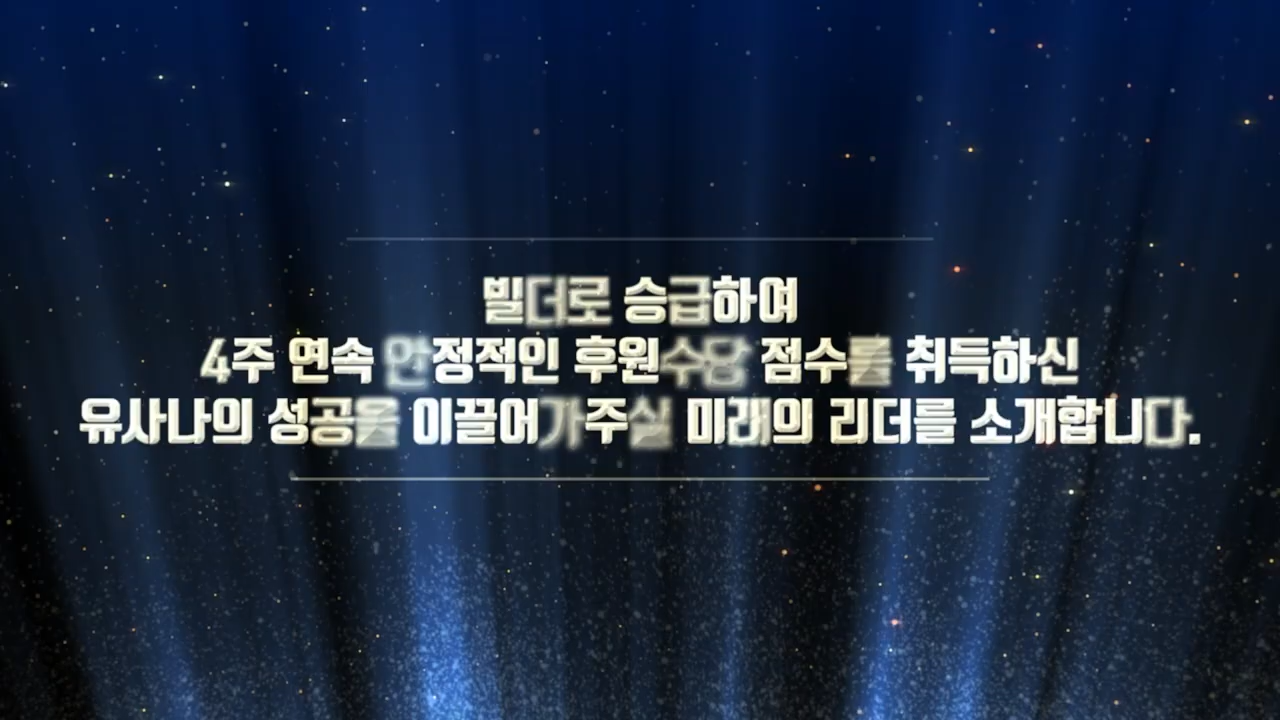 빌더로 승급하여
4주 연속 안정적인 후원수당 점수를 취득하신
유사나의 성공을 이끌어가주실 미래의 리더를 소개합니다.